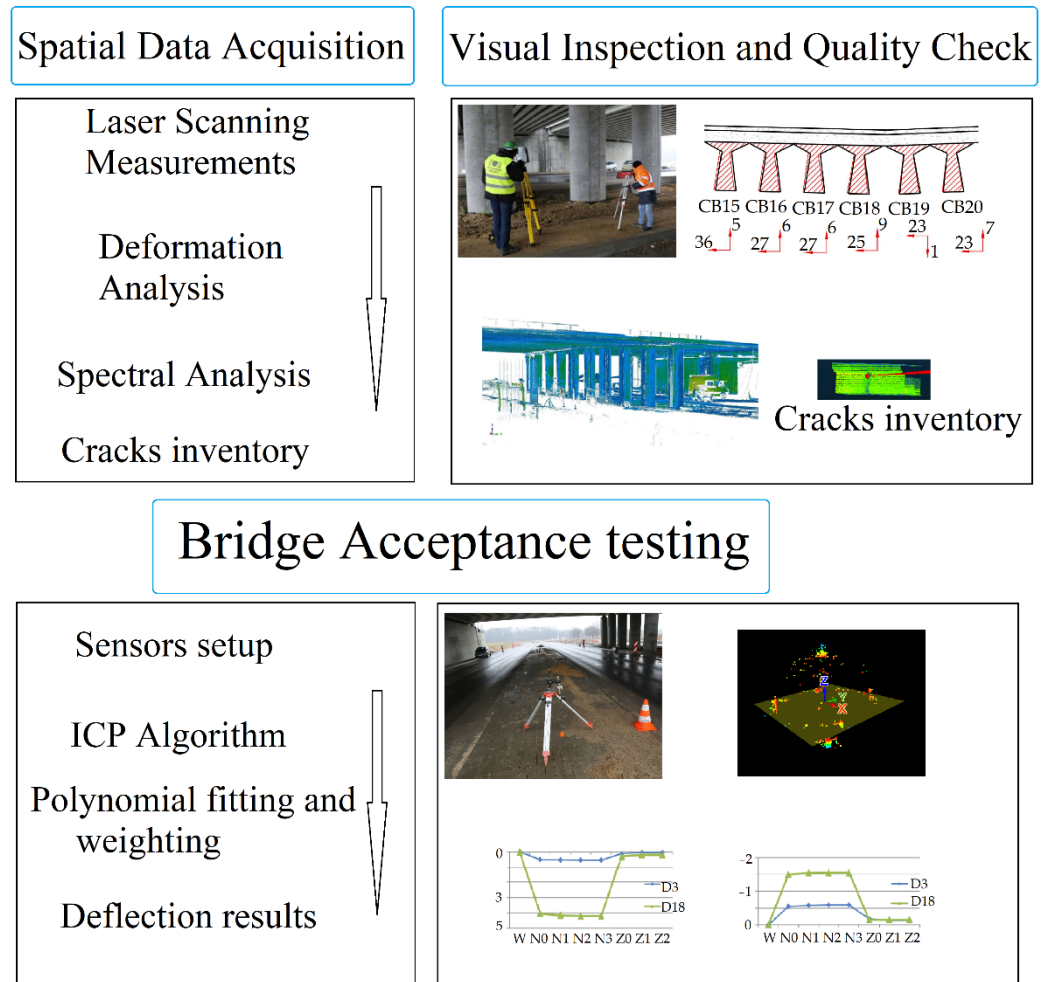 Spatial Data Acquisition
Visual Inspection and Quality Check
Laser Scanning
Measurements
Deformation
Analysis
Spectral Analysis
Cracks inventory
CB15 CB16 CB17 CB18 CB19 CB20
5 6 6 9 23 7
36 27 27 25 1 23
Cracks inventory
Bridge Acceptance testing
Sensors setup
ICP Algorithm
Polynomial fitting and
weighting
Deflection results
Z
Y
X
0
3
5
D3
D18
W N0 N1 N2 N3 Z0 Z1 Z2
-2
-1
0
D3
D18
W N0 N1 N2 N3 Z0 Z1 Z2